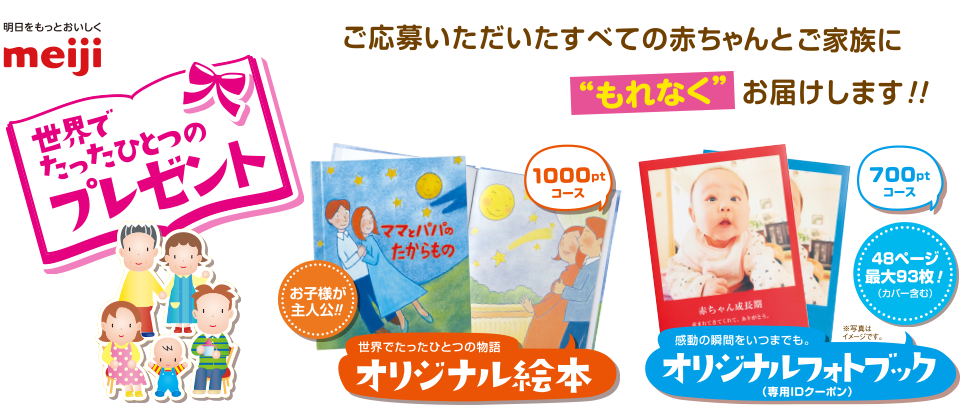 明日をもっとおいしく
meiji
世界で
たったひとつの
プレゼント
ご応募いただいたすべての赤ちゃんとご家族に
“もれなく” お届けします!!
1000pt
コース
ママとパパの
たからもの
お子様が
主人公!!
世界でたったひとつの物語
オリジナル絵本
700pt
コース
48ページ
最大93枚!
(カバー含む)
赤ちゃん成長期
※写真は
イメージです。
感動の瞬間をいつまでも。
オリジナルフォトブック
(専用IDクーポン)